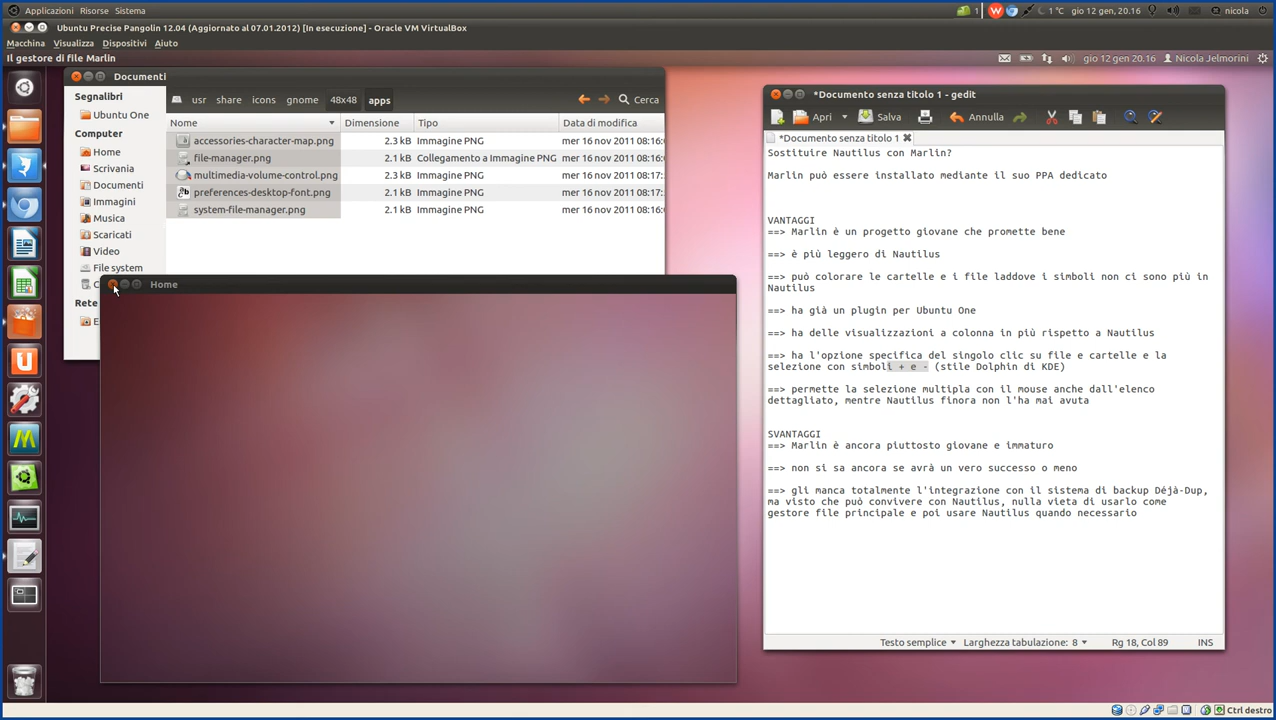 Applicazioni Risorse Sistema
1 1 °C gio 12 gen, 20.16 nicola
Ubuntu Precise Pangolin 12.04 (Aggiornato al 07.01.2012) [In esecuzione] - Oracle VM VirtualBox
Macchina Visualizza Dispositivi Aiuto
Il gestore di file Marlin
gio 12 gen 20.16 Nicola Jelmorini
Documenti
Segnalibri
Ubuntu One
Computer
Home
Scrivania
Documenti
Immagini
Musica
Scaricati
Video
File system
Rete
usr share icons gnome 48x48 apps Cerca
Nome Dimensione Tipo Data di modifica
accessories-character-map.png 2.3 kB Immagine PNG mer 16 nov 2011 08:16:
file-manager.png 2.1 kB Collegamento a Immagine PNG mer 16 nov 2011 08:16:
multimedia-volume-control.png 2.3 kB Immagine PNG mer 16 nov 2011 08:17:
preferences-desktop-font.png 2.1 kB Immagine PNG mer 16 nov 2011 08:17:
system-file-manager.png 2.1 kB Immagine PNG mer 16 nov 2011 08:16:
Home
*Documento senza titolo 1 - gedit
Apri Salva Annulla
*Documento senza titolo 1
Sostituire Nautilus con Marlin?
Marlin può essere installato mediante il suo PPA dedicato
VANTAGGI
==> Marlin è un progetto giovane che promette bene
==> è più leggero di Nautilus
==> può colorare le cartelle e i file laddove i simboli non ci sono più in
Nautilus
==> ha già un plugin per Ubuntu One
==> ha delle visualizzazioni a colonna in più rispetto a Nautilus
==> ha l'opzione specifica del singolo clic su file e cartelle e la
selezione con simboli + e - (stile Dolphin di KDE)
==> permette la selezione multipla con il mouse anche dall'elenco
dettagliato, mentre Nautilus finora non l'ha mai avuta
SVANTAGGI
==> Marlin è ancora piuttosto giovane e immaturo
==> non si sa ancora se avrà un vero successo o meno
==> gli manca totalmente l'integrazione con il sistema di backup Déjà-Dup,
ma visto che può convivere con Nautilus, nulla vieta di usarlo come
gestore file principale e poi usare Nautilus quando necessario
Testo semplice Larghezza tabulazione: 8 Rg 18, Col 89 INS
Ctrl destro